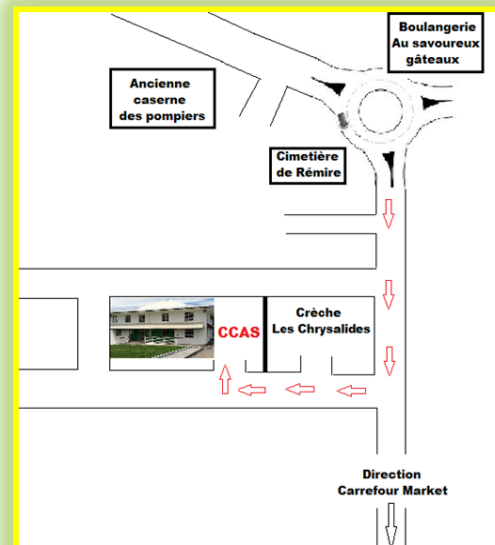 Boulangerie
Au savoureux
gâteaux
Ancienne
caserne
des pompiers
Cimetière
de Rémire
CCAS
Crèche
Les Chrysalides
Direction
Carrefour Market